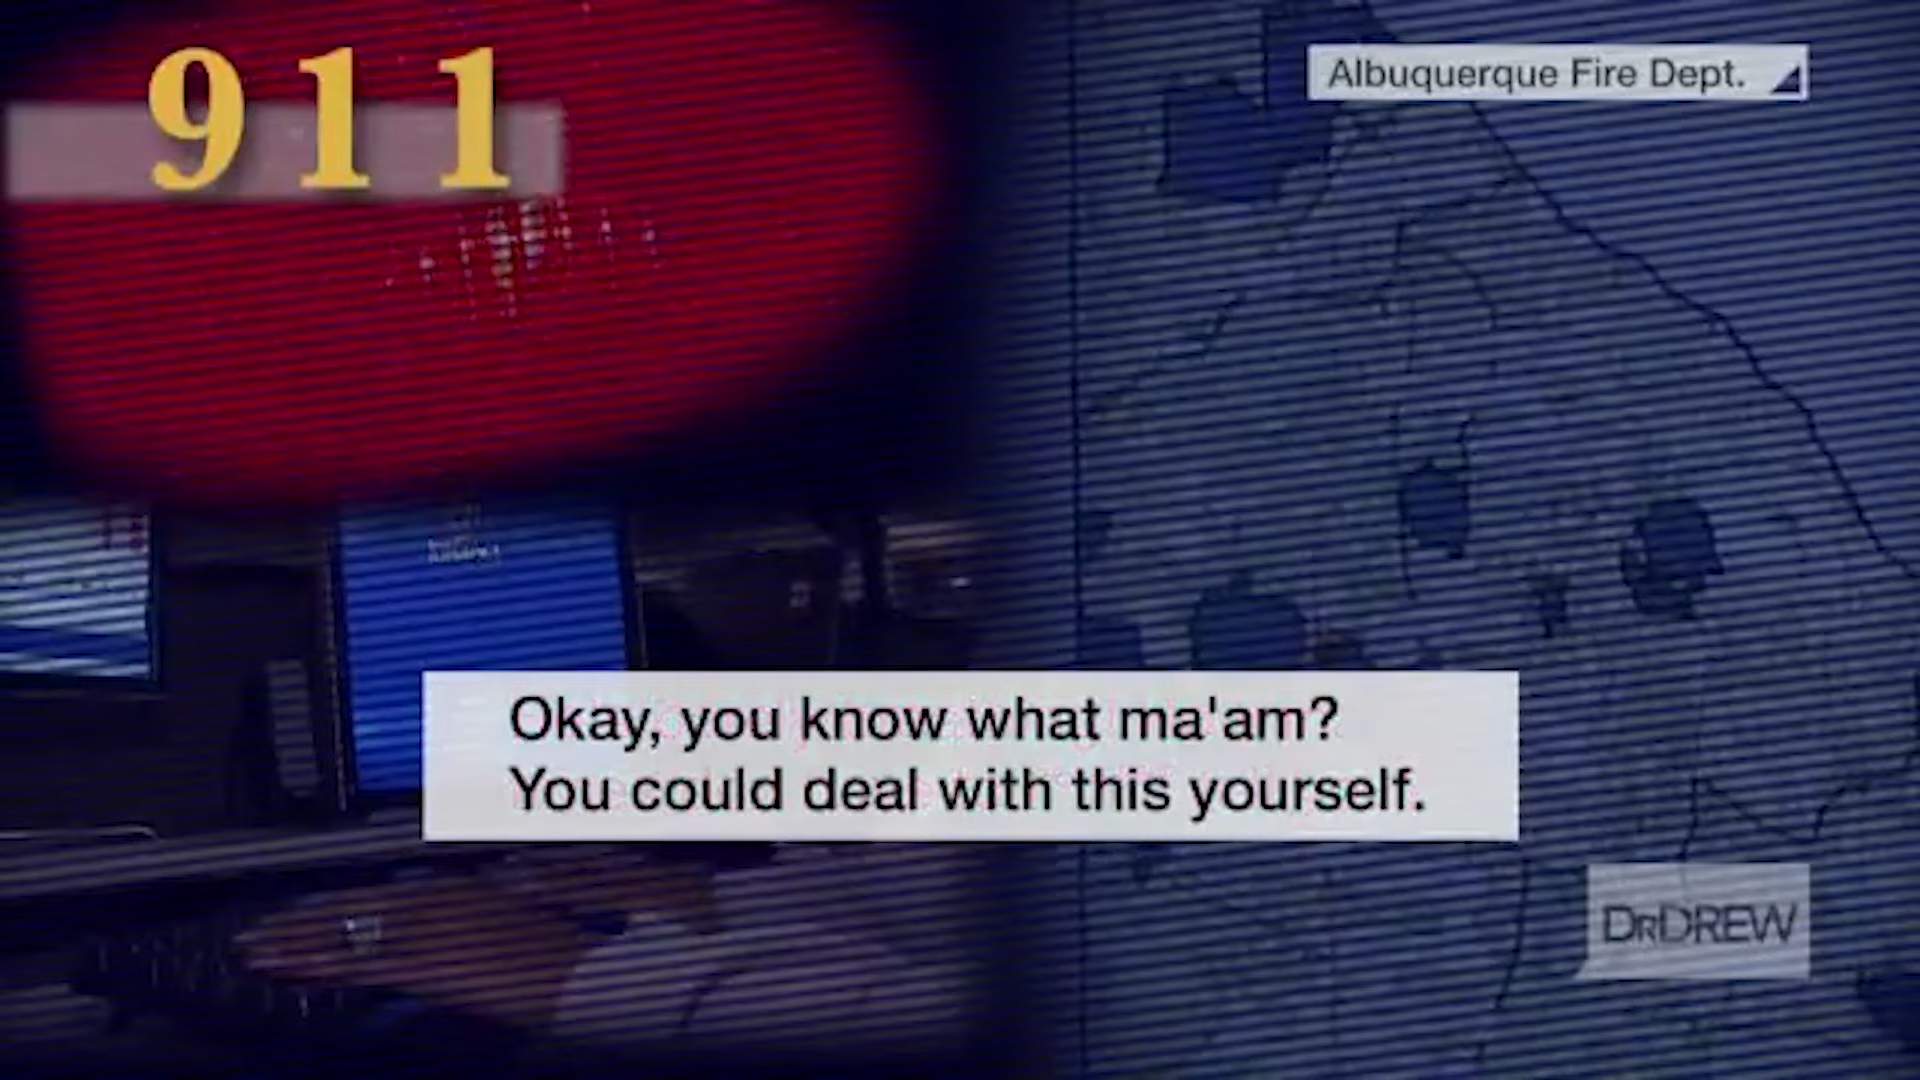 911
Albuquerque Fire Dept.
Okay, you know what ma'am?
You could deal with this yourself.
DRDREW